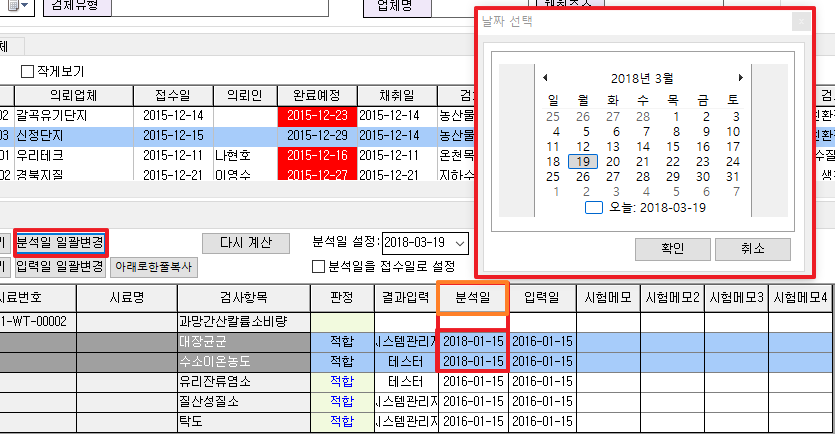 검체유형 업체명
날짜 선택
체
작게보기
2018년 3월
일 월 화 수 목 금 토
25 26 27 28 1 2 3
4 5 6 7 8 9 10
11 12 13 14 15 16 17
18 19 20 21 22 23 24
25 26 27 28 29 30 31
1 2 3 4 5 6 7
오늘: 2018-03-19
확인 취소
의뢰업체 접수일 의뢰인 완료예정 채취일
02 갈곡유기단지 2015-12-14 2015-12-23 2015-12-14 농산물
03 신정단지 2015-12-15 2015-12-29 2015-12-14 농산물
01 우리테크 2015-12-11 나현호 2015-12-16 2015-12-11 온천목
02 경북지질 2015-12-21 이영수 2015-12-28 2015-12-21 지하수
분석일 일괄변경 다시 계산 분석일 설정: 2018-03-19
입력일 일괄변경 아래로한줄복사 분석일을 접수일로 설정
시료번호 시료명 검사항목 판정 결과입력 분석일 입력일 시험메모 시험메모2 시험메모3 시험메모4
1-WT-00002 과망간산칼륨소비량
대장균군 적합 시스템관리자 2018-01-15 2016-01-15
수소이온농도 적합 테스터 2018-01-15 2016-01-15
유리잔류염소 적합 테스터 2016-01-15 2016-01-15
질산성질소 적합 시스템관리자 2016-01-15 2016-01-15
탁도 적합 시스템관리자 2016-01-15 2016-01-15